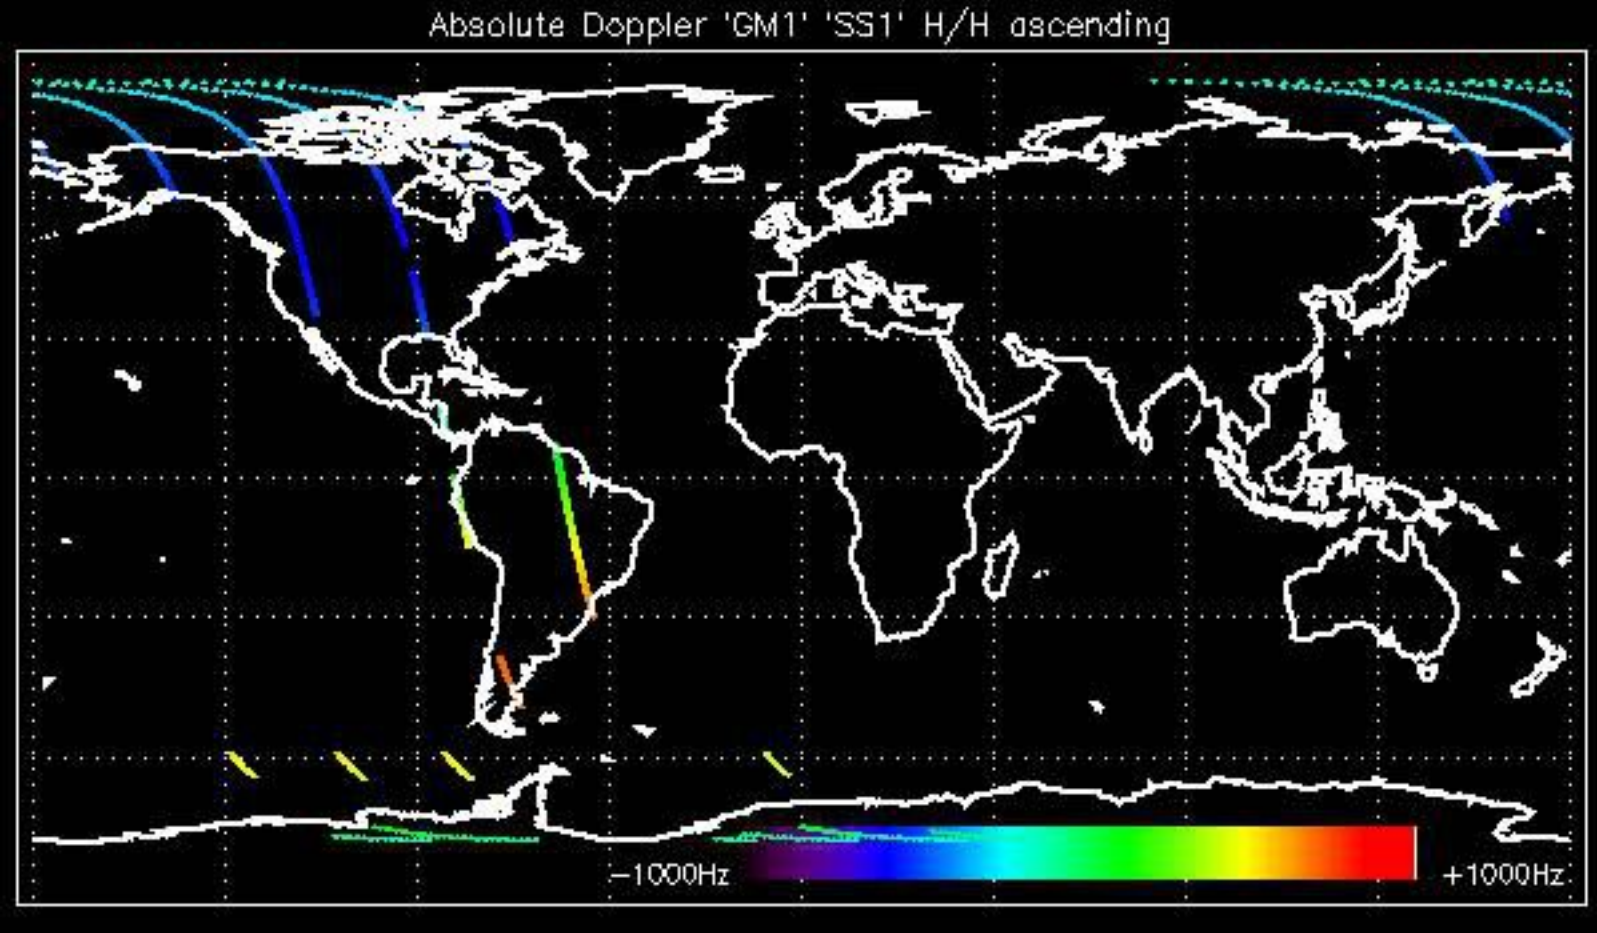 Absolute Doppler 'GM1' 'SS1' H/H ascending
−1000Hz +1000Hz